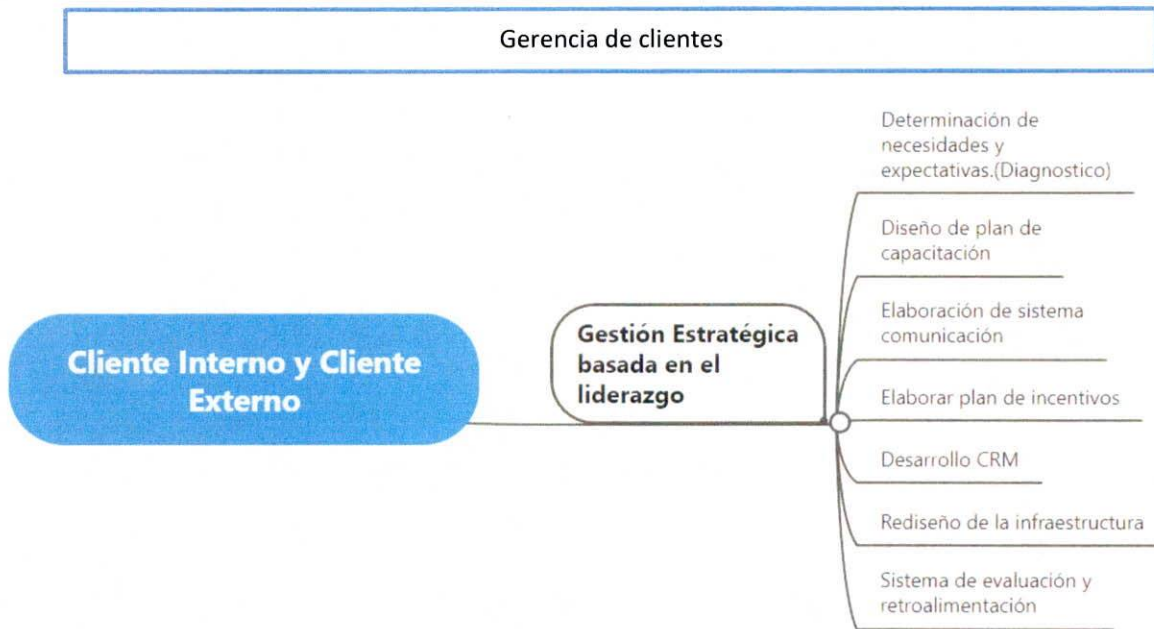 Gerencia de clientes
Determinación de
necesidades y
expectativas.(Diagnostico)
Diseño de plan de
capacitación
Elaboración de sistema
comunicación
Elaborar plan de incentivos
Desarrollo CRM
Rediseño de la infraestructura
Sistema de evaluación y
retroalimentación
Gestión Estratégica
basada en el
liderazgo
Cliente Interno y Cliente
Externo